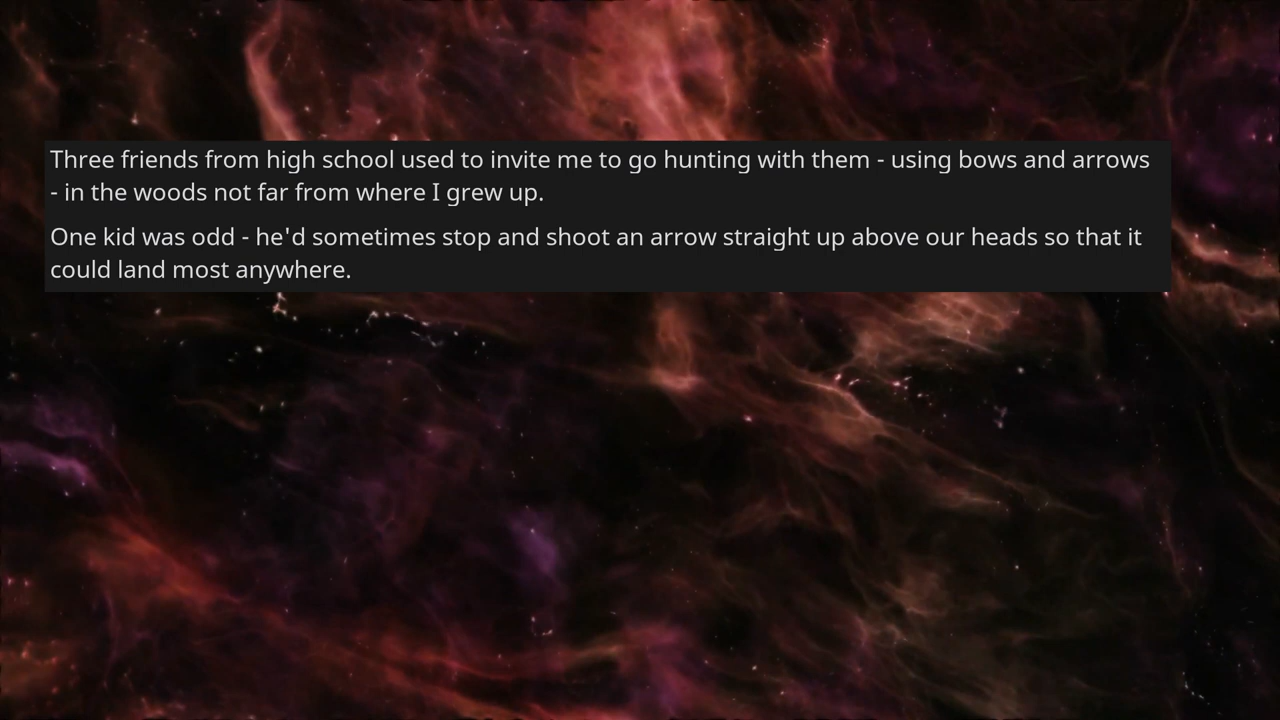 Three friends from high school used to invite me to go hunting with them - using bows and arrows
- in the woods not far from where I grew up.
One kid was odd - he'd sometimes stop and shoot an arrow straight up above our heads so that it
could land most anywhere.